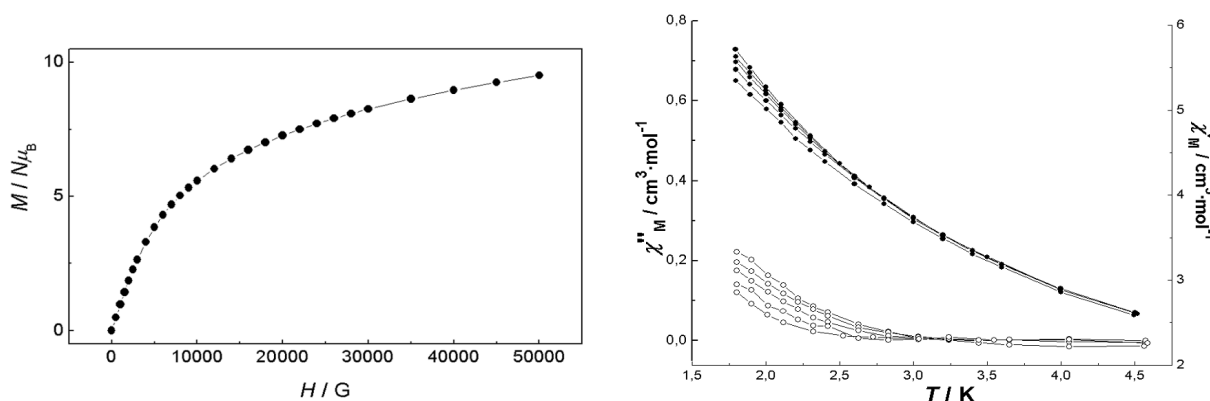 M / NμB
10
5
0
0 10000 20000 30000 40000 50000
H / G
χ''M / cm³·mol⁻¹
0,8
0,6
0,4
0,2
0,0
1,5 2,0 2,5 3,0 3,5 4,0 4,5
T / K
6
5
4
3
2
χ'M / cm³·mol⁻¹